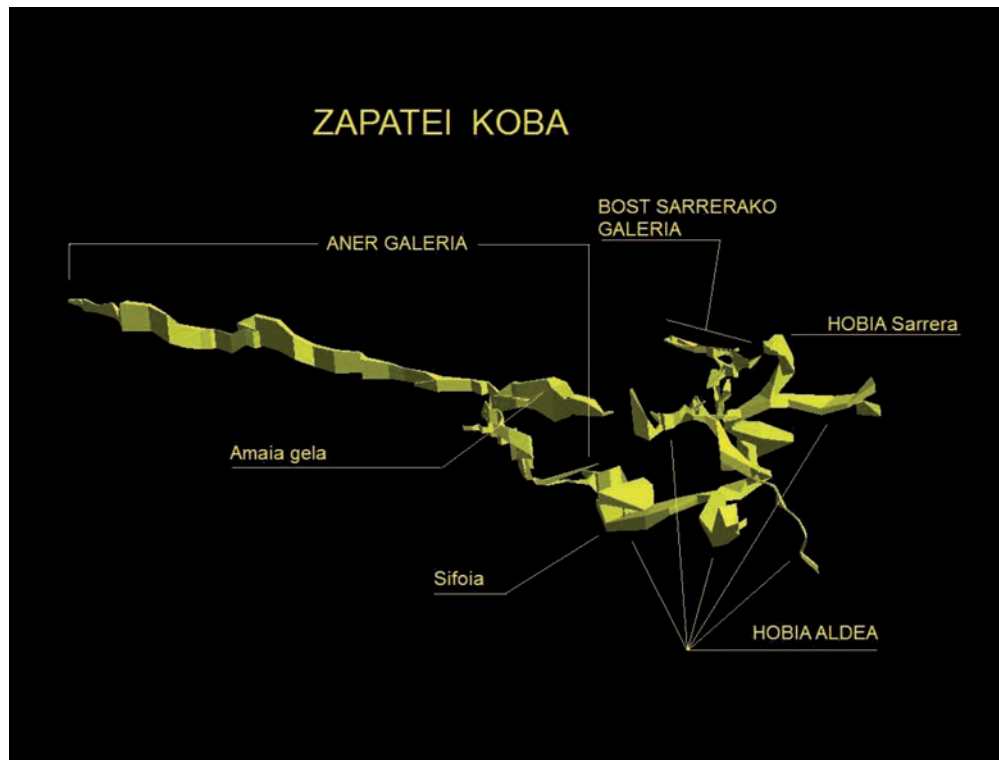 ZAPATEI KOBA
BOST SARRERAKO
GALERIA
ANER GALERIA
HOBIA Sarrera
Amaia gela
Sifoia
HOBIA ALDEA